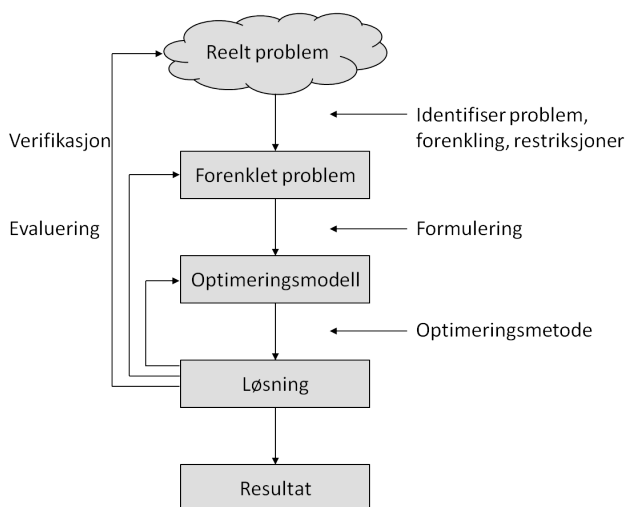 Reelt problem
Identifiser problem,
forenkling, restriksjoner
Verifikasjon
Forenklet problem
Evaluering
Formulering
Optimeringsmodell
Optimeringsmetode
Løsning
Resultat